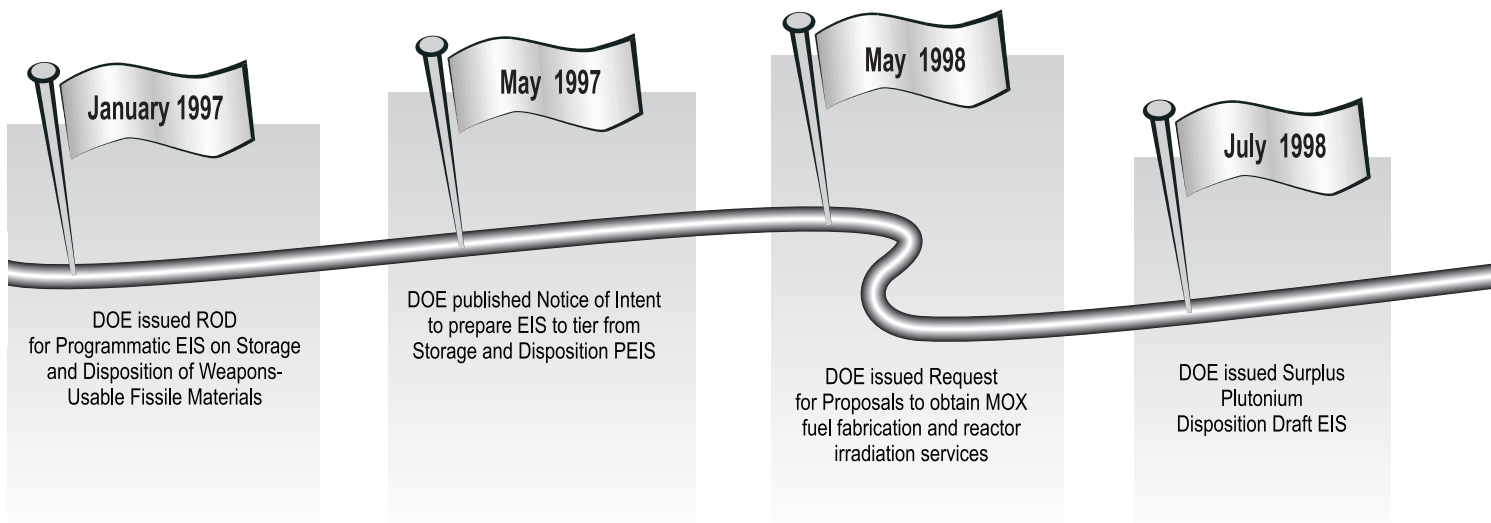 January 1997
DOE issued ROD
for Programmatic EIS on Storage
and Disposition of Weapons-
Usable Fissile Materials
May 1997
DOE published Notice of Intent
to prepare EIS to tier from
Storage and Disposition PEIS
May 1998
DOE issued Request
for Proposals to obtain MOX
fuel fabrication and reactor
irradiation services
July 1998
DOE issued Surplus
Plutonium
Disposition Draft EIS